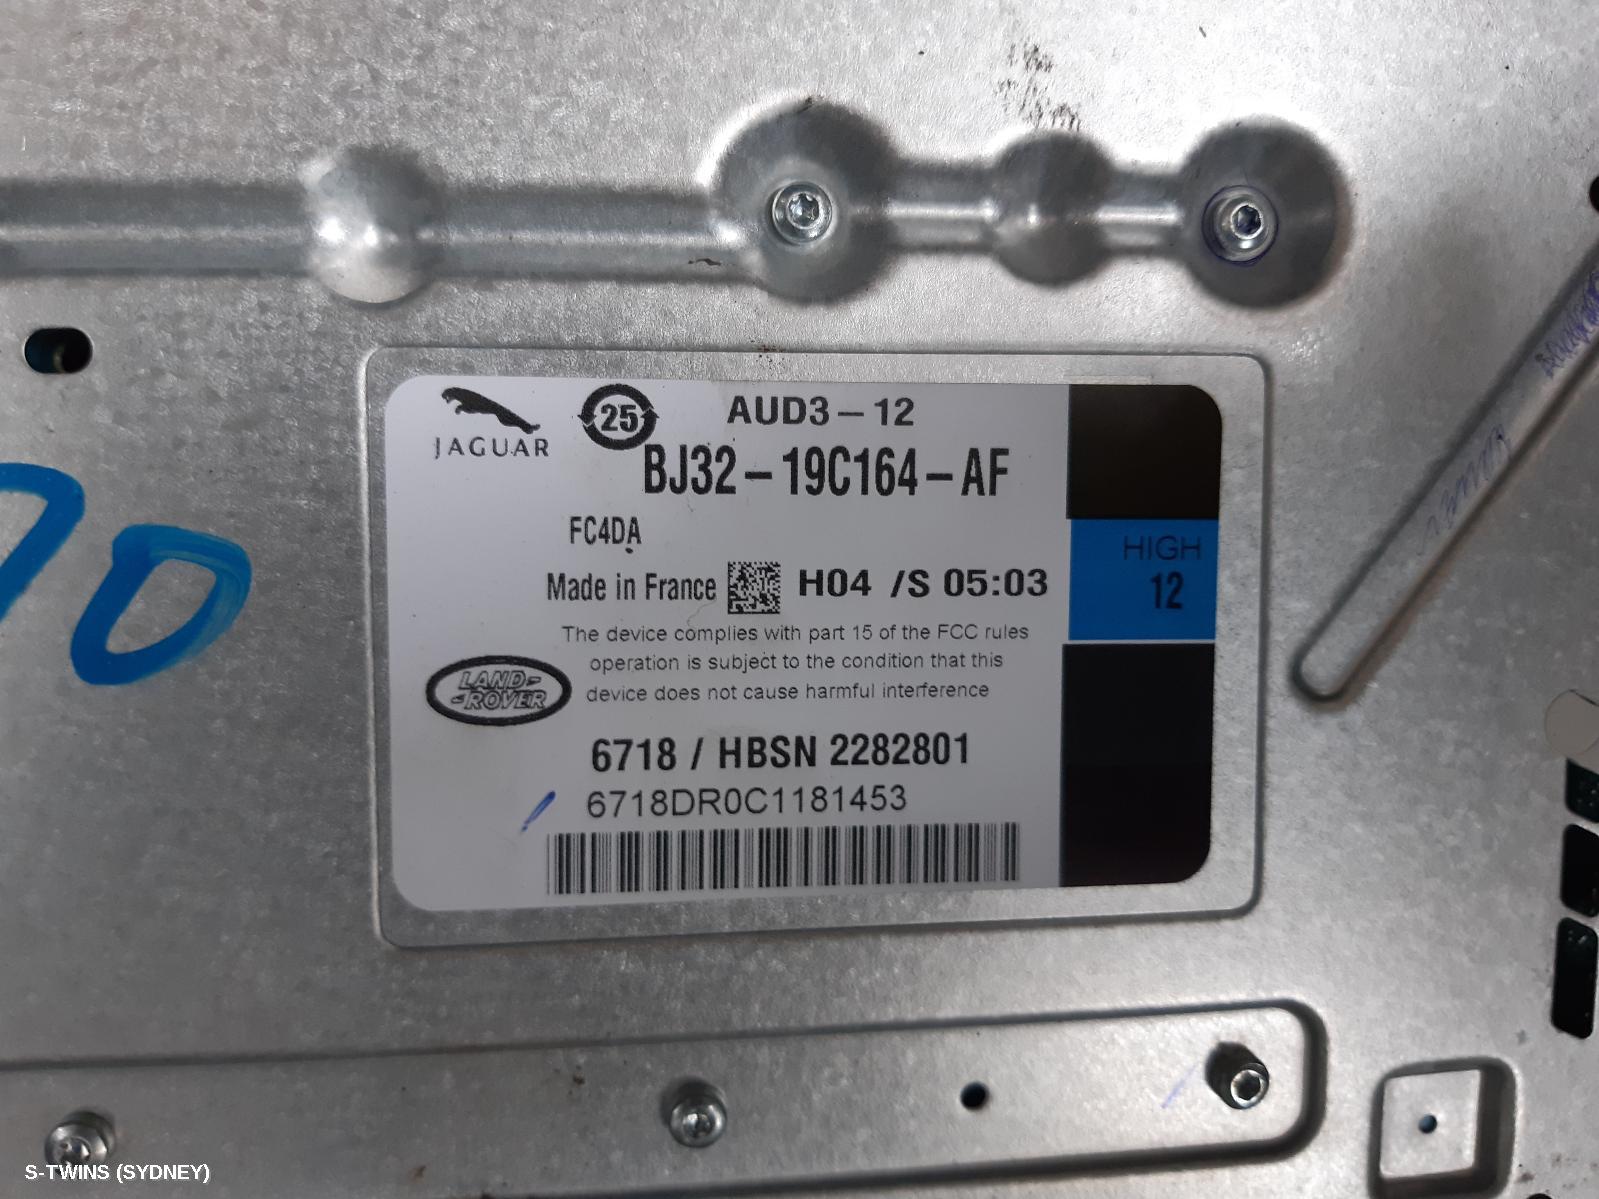 JAGUAR
25
AUD3-12
BJ32-19C164-AF
FC4DA
HIGH
12
Made in France H04 /S 05:03
The device complies with part 15 of the FCC rules
operation is subject to the condition that this
device does not cause harmful interference
LAND-
-ROVER
6718 / HBSN 2282801
6718DR0C1181453
S-TWINS (SYDNEY)